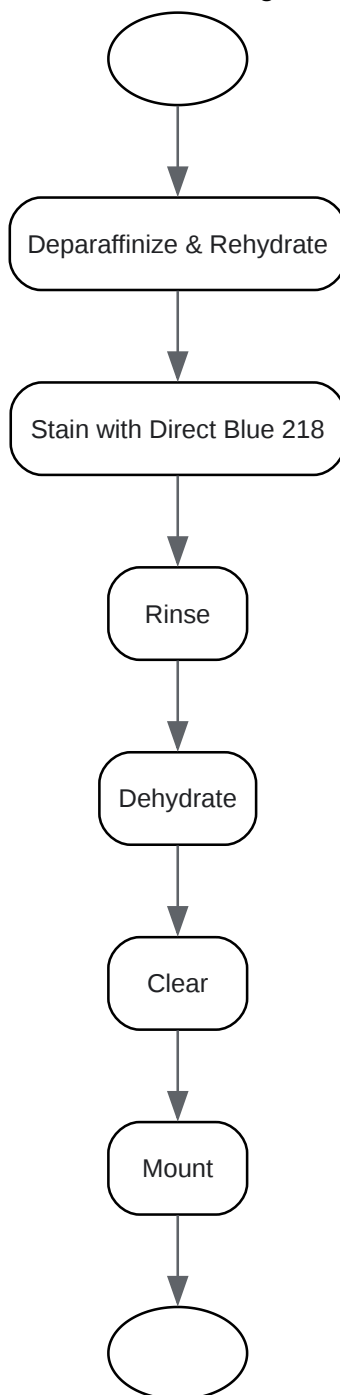 Deparaffinize & Rehydrate
Stain with Direct Blue 218
Rinse
Dehydrate
Clear
Mount